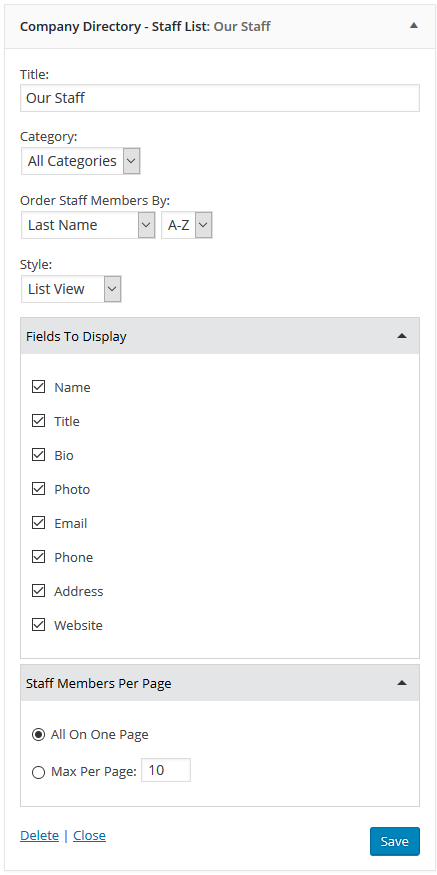 Company Directory - Staff List: Our Staff
Title:
Our Staff
Category:
All Categories
Order Staff Members By:
Last Name A-Z
Style:
List View
Fields To Display
Name
Title
Bio
Photo
Email
Phone
Address
Website
Staff Members Per Page
All On One Page
Max Per Page: 10
Delete | Close Save